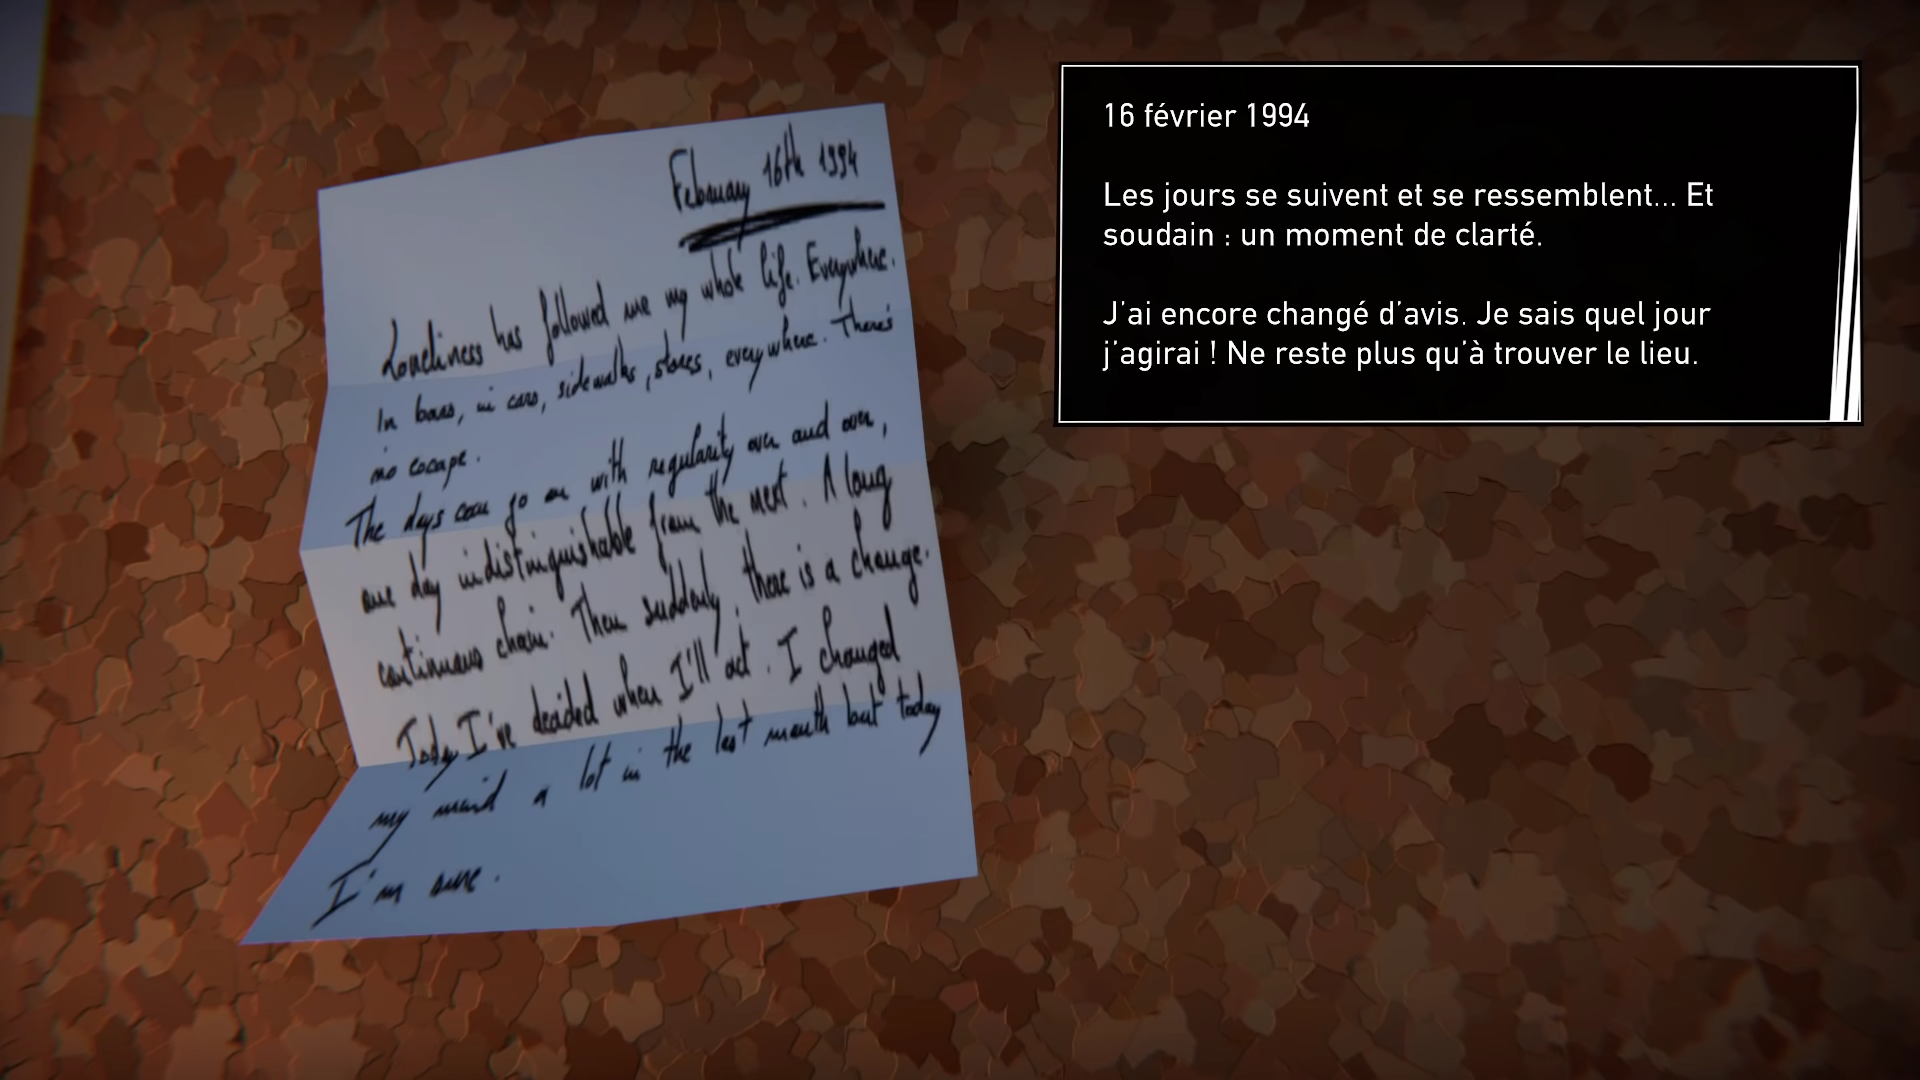 February 16th 1994
Loneliness has followed me my whole life. Everywhere.
In bars, in cars, sidewalks, stores, everywhere. There's
no escape.
The days can go on with regularity over and over,
one day indistinguishable from the next. A long
continuous chain. Then suddenly, there is a change.
Today I've decided when I'll act. I changed
my mind a lot in the last month but today
I'm sure.
16 février 1994
Les jours se suivent et se ressemblent... Et
soudain : un moment de clarté.
J'ai encore changé d'avis. Je sais quel jour
j'agirai ! Ne reste plus qu'à trouver le lieu.